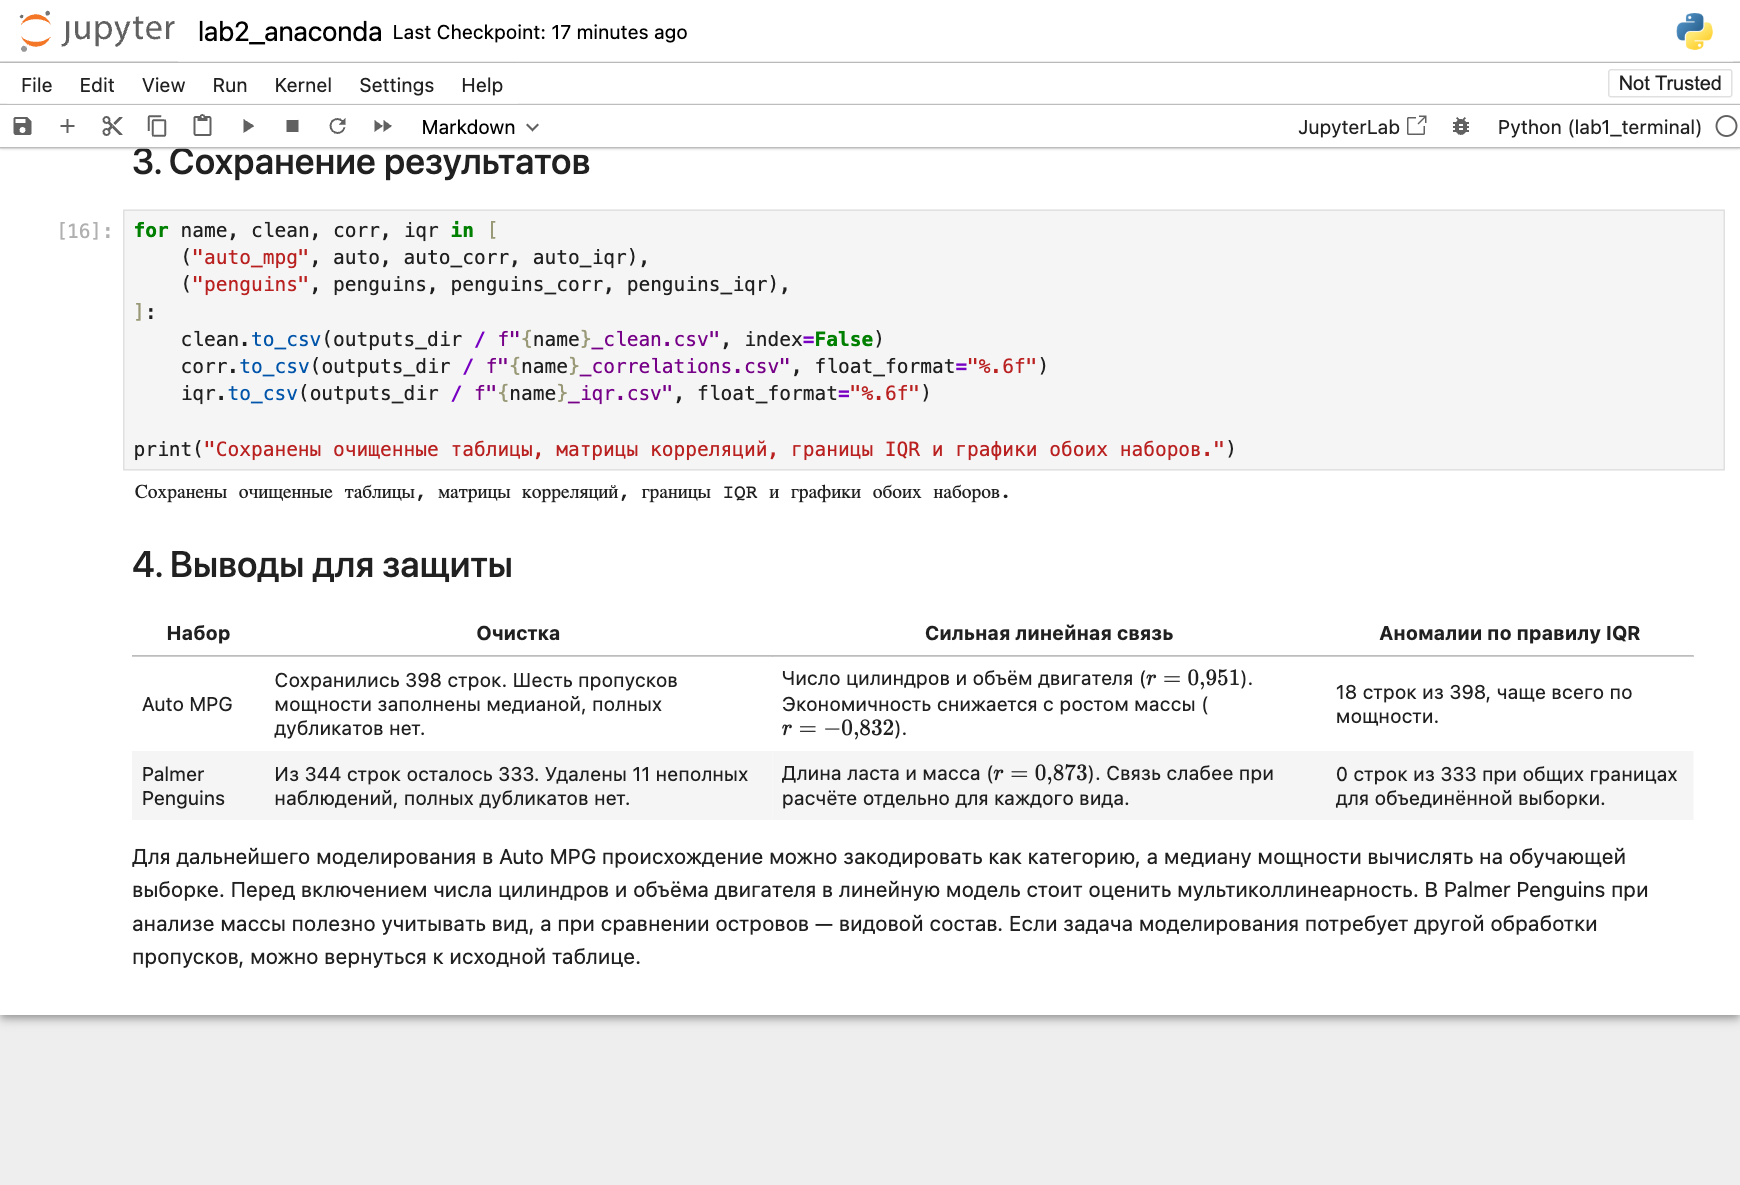 jupyter lab2_anaconda Last Checkpoint: 17 minutes ago
File Edit View Run Kernel Settings Help Not Trusted
Markdown JupyterLab Python (lab1_terminal)
3. Сохранение результатов
[16]: for name, clean, corr, iqr in [
("auto_mpg", auto, auto_corr, auto_iqr),
("penguins", penguins, penguins_corr, penguins_iqr),
]:
clean.to_csv(outputs_dir / f"{name}_clean.csv", index=False)
corr.to_csv(outputs_dir / f"{name}_correlations.csv", float_format="%.6f")
iqr.to_csv(outputs_dir / f"{name}_iqr.csv", float_format="%.6f")
print("Сохранены очищенные таблицы, матрицы корреляций, границы IQR и графики обоих наборов.")
Сохранены очищенные таблицы, матрицы корреляций, границы IQR и графики обоих наборов.
4. Выводы для защиты
Набор Очистка Сильная линейная связь Аномалии по правилу IQR
Auto MPG
Сохранились 398 строк. Шесть пропусков
мощности заполнены медианой, полных
дубликатов нет.
Число цилиндров и объём двигателя (r = 0,951).
Экономичность снижается с ростом массы (
r = −0,832).
18 строк из 398, чаще всего по
мощности.
Palmer
Penguins
Из 344 строк осталось 333. Удалены 11 неполных
наблюдений, полных дубликатов нет.
Длина ласта и масса (r = 0,873). Связь слабее при
расчёте отдельно для каждого вида.
0 строк из 333 при общих границах
для объединённой выборки.
Для дальнейшего моделирования в Auto MPG происхождение можно закодировать как категорию, а медиану мощности вычислять на обучающей
выборке. Перед включением числа цилиндров и объёма двигателя в линейную модель стоит оценить мультиколлинеарность. В Palmer Penguins при
анализе массы полезно учитывать вид, а при сравнении островов — видовой состав. Если задача моделирования потребует другой обработки
пропусков, можно вернуться к исходной таблице.